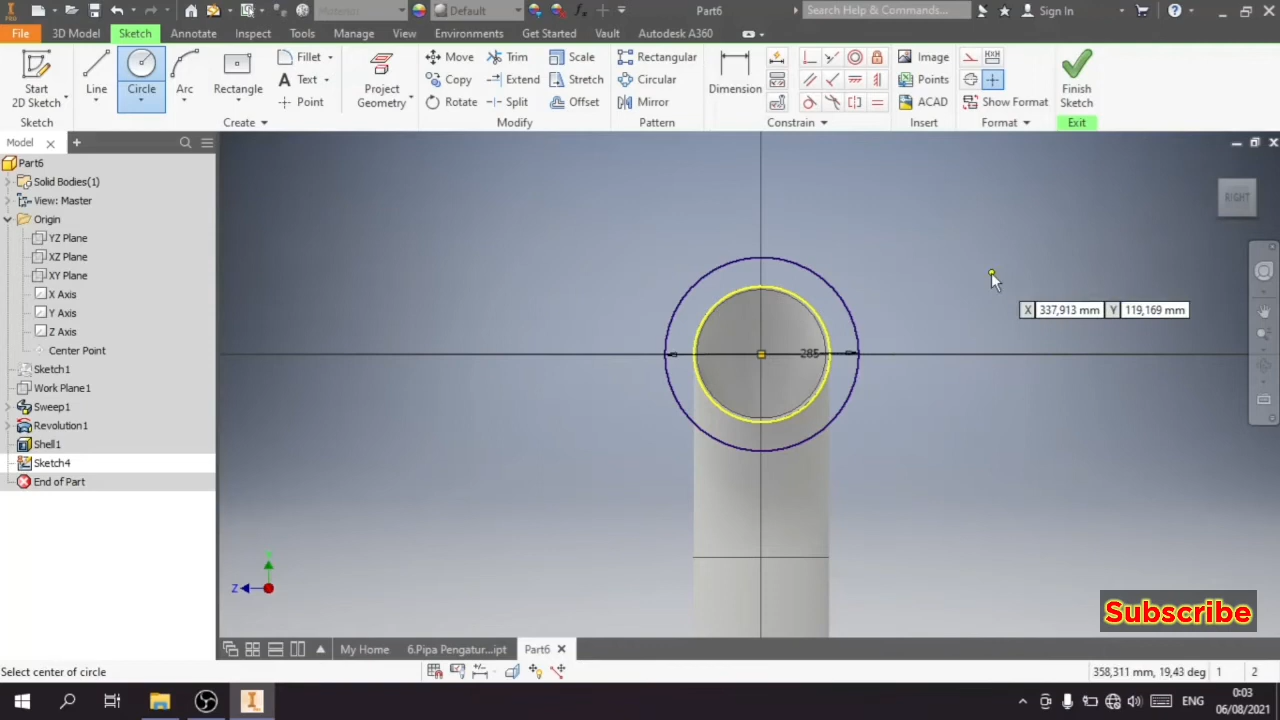 Material
Default
Part6
Search Help & Commands...
Sign In
PRO
File
3D Model
Sketch
Annotate
Inspect
Tools
Manage
View
Environments
Get Started
Vault
Autodesk A360
Start
2D Sketch
Line
Circle
Arc
Rectangle
Fillet
Text
Point
Project
Geometry
Move
Copy
Rotate
Trim
Extend
Split
Scale
Stretch
Offset
Rectangular
Circular
Mirror
Dimension
Image
Points
ACAD
Show Format
Finish
Sketch
Sketch
Create
Modify
Pattern
Constrain
Insert
Format
Exit
Model
Part6
Solid Bodies(1)
View: Master
Origin
YZ Plane
XZ Plane
XY Plane
X Axis
Y Axis
Z Axis
Center Point
Sketch1
Work Plane1
Sweep1
Revolution1
Shell1
Sketch4
End of Part
RIGHT
285
X 337,913 mm Y 119,169 mm
Z
Subscribe
My Home
6.Pipa Pengatur...ipt
Part6
Select center of circle
358,311 mm, 19,43 deg 1 2
ENG
0:03
06/08/2021